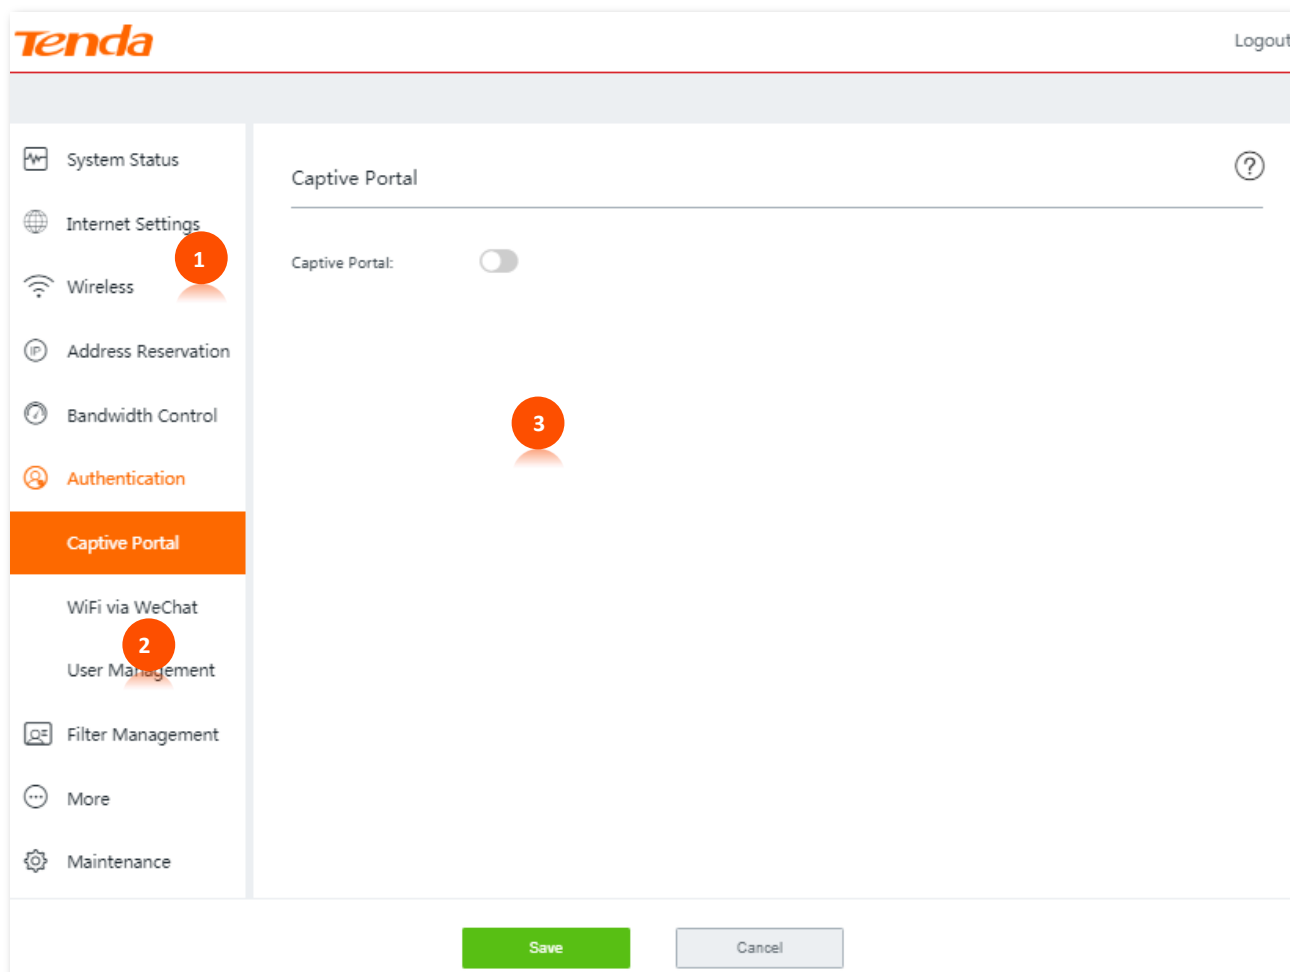 Tenda
Logout
System Status
Internet Settings
1
Wireless
Address Reservation
IP
Bandwidth Control
Authentication
Captive Portal
WiFi via WeChat
2
User Management
Filter Management
More
Maintenance
Captive Portal
?
Captive Portal:
3
Save
Cancel